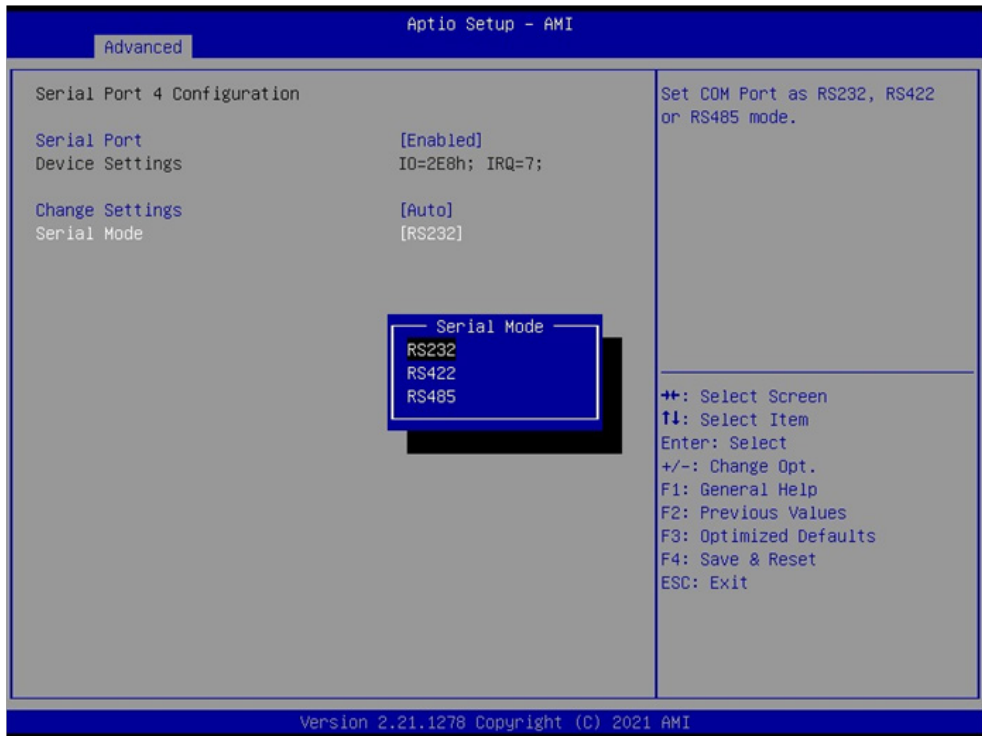 Aptio Setup – AMI
Advanced
Serial Port 4 Configuration
Serial Port [Enabled]
Device Settings IO=2E8h; IRQ=7;
Change Settings [Auto]
Serial Mode [RS232]
Serial Mode
RS232
RS422
RS485
Set COM Port as RS232, RS422
or RS485 mode.
→←: Select Screen
↑↓: Select Item
Enter: Select
+/-: Change Opt.
F1: General Help
F2: Previous Values
F3: Optimized Defaults
F4: Save & Reset
ESC: Exit
Version 2.21.1278 Copyright (C) 2021 AMI